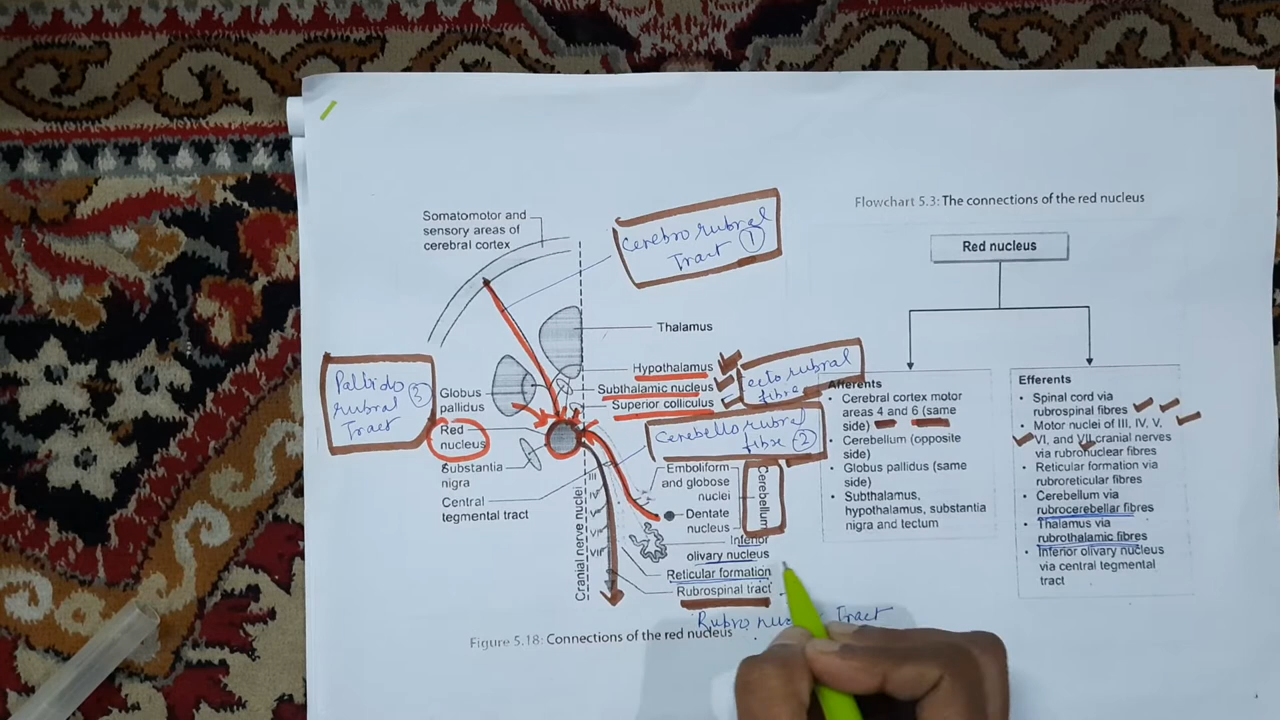 Flowchart 5.3: The connections of the red nucleus
Somatomotor and
sensory areas of
cerebral cortex
Cerebro rubral
Tract ①
Thalamus
Hypothalamus
Subthalamic nucleus
Superior colliculus
Tecto rubral
fibre
Cerebello rubral
fibre ②
Pallido
rubral ③
Tract
Globus
pallidus
Red
nucleus
Substantia
nigra
Central
tegmental tract
Cranial nerve nuclei
III
IV
V
VI
VII
Emboliform
and globose
nuclei
Dentate
nucleus
Cerebellum
Inferior
olivary nucleus
Reticular formation
Rubrospinal tract
Tract
Figure 5.18: Connections of the red nucleus
Red nucleus
Afferents
• Cerebral cortex motor
areas 4 and 6 (same
side)
• Cerebellum (opposite
side)
• Globus pallidus (same
side)
• Subthalamus,
hypothalamus, substantia
nigra and tectum
Efferents
• Spinal cord via
rubrospinal fibres
• Motor nuclei of III, IV, V,
VI, and VII cranial nerves
via rubronuclear fibres
• Reticular formation via
rubroreticular fibres
• Cerebellum via
rubrocerebellar fibres
• Thalamus via
rubrothalamic fibres
• Inferior olivary nucleus
via central tegmental
tract